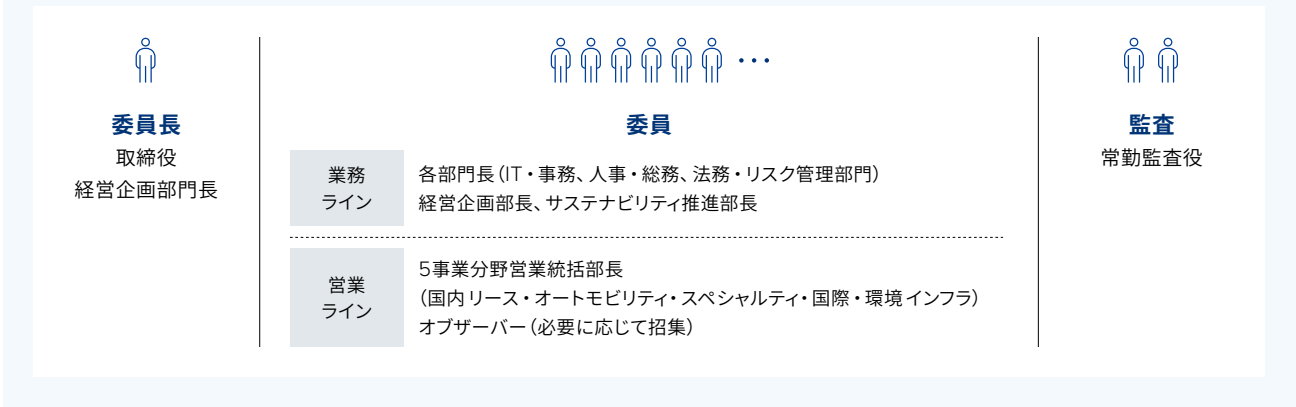 委員長
取締役
経営企画部門長
委員
業務
ライン
各部門長(IT・事務、人事・総務、法務・リスク管理部門)
経営企画部長、サステナビリティ推進部長
営業
ライン
5事業分野営業統括部長
(国内リース・オートモビリティ・スペシャルティ・国際・環境インフラ)
オブザーバー(必要に応じて招集)
監査
常勤監査役